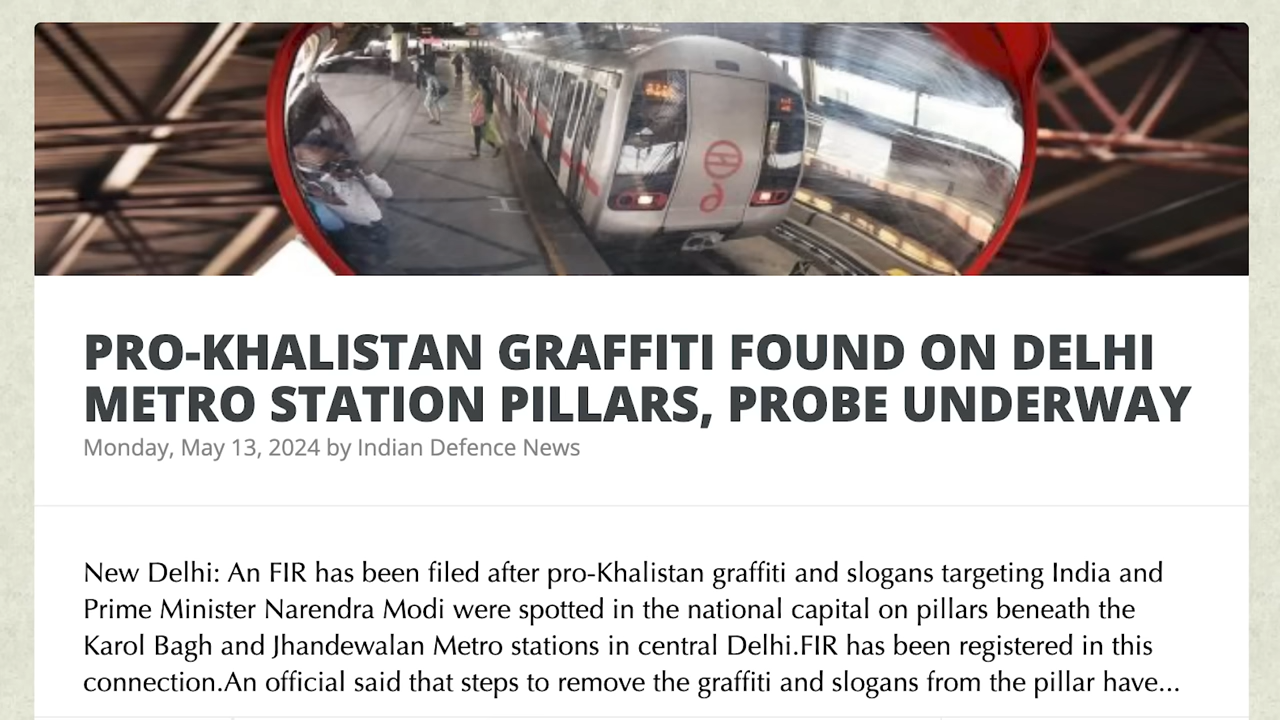 PRO-KHALISTAN GRAFFITI FOUND ON DELHI
METRO STATION PILLARS, PROBE UNDERWAY
Monday, May 13, 2024 by Indian Defence News
New Delhi: An FIR has been filed after pro-Khalistan graffiti and slogans targeting India and
Prime Minister Narendra Modi were spotted in the national capital on pillars beneath the
Karol Bagh and Jhandewalan Metro stations in central Delhi.FIR has been registered in this
connection.An official said that steps to remove the graffiti and slogans from the pillar have...